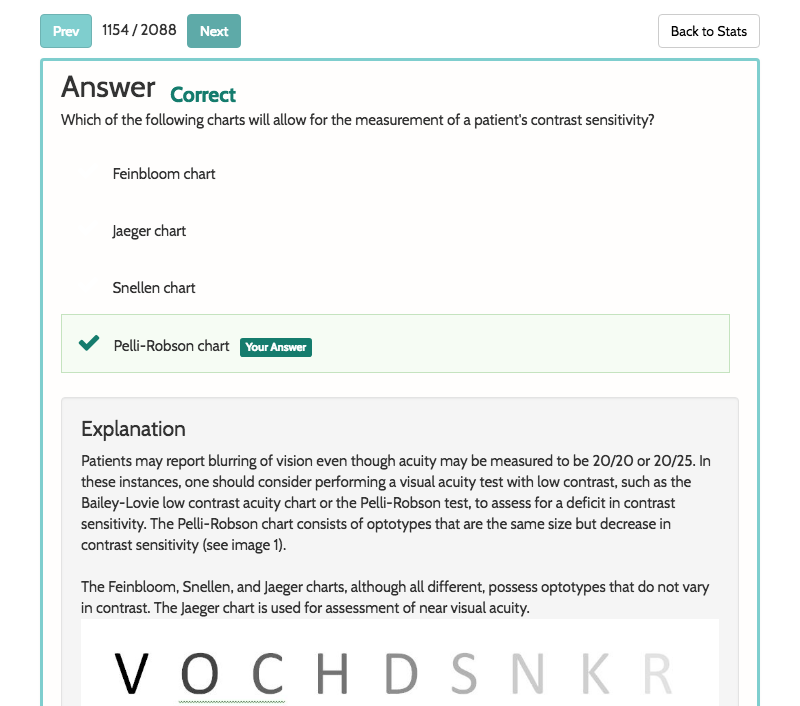 Prev 1154 / 2088 Next Back to Stats
Answer Correct
Which of the following charts will allow for the measurement of a patient's contrast sensitivity?
Feinbloom chart
Jaeger chart
Snellen chart
Pelli-Robson chart Your Answer
Explanation
Patients may report blurring of vision even though acuity may be measured to be 20/20 or 20/25. In
these instances, one should consider performing a visual acuity test with low contrast, such as the
Bailey-Lovie low contrast acuity chart or the Pelli-Robson test, to assess for a deficit in contrast
sensitivity. The Pelli-Robson chart consists of optotypes that are the same size but decrease in
contrast sensitivity (see image 1).
The Feinbloom, Snellen, and Jaeger charts, although all different, possess optotypes that do not vary
in contrast. The Jaeger chart is used for assessment of near visual acuity.
V O C H D S N K R